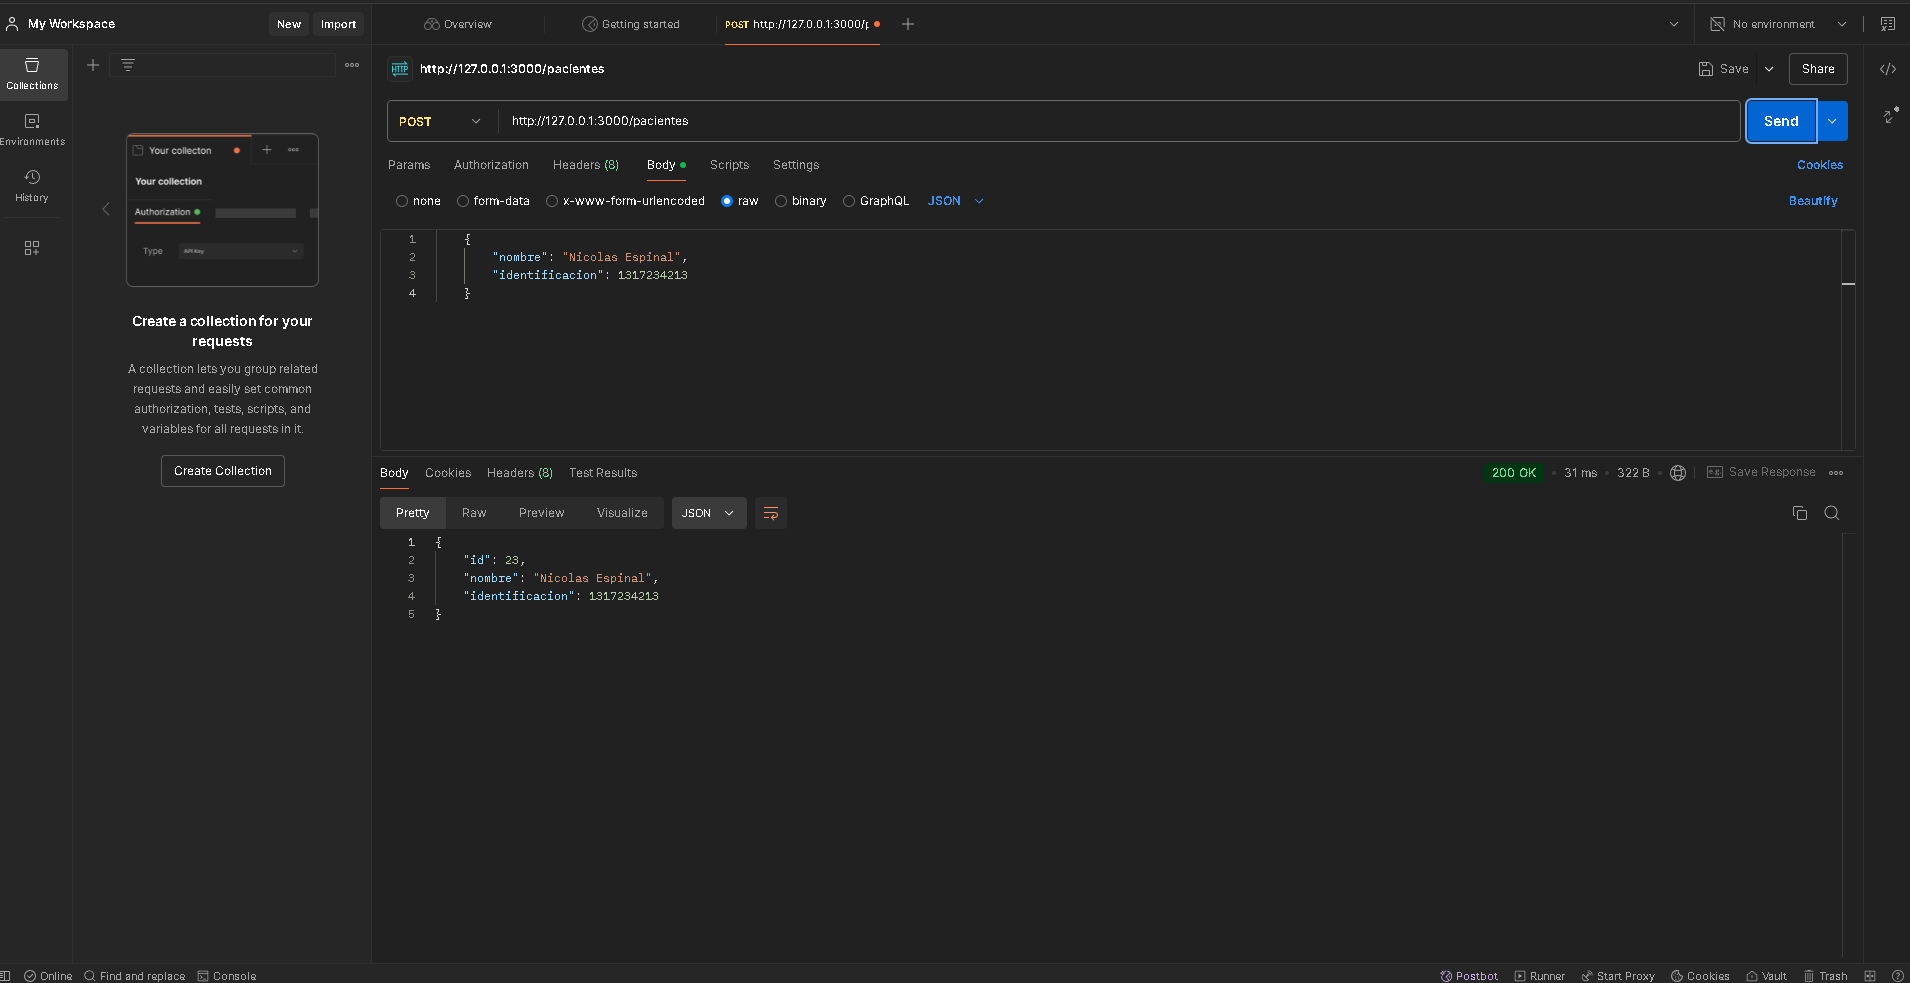 My Workspace New Import
Overview Getting started POST http://127.0.0.1:3000/p No environment
Collections
Environments
History
Your collecton
Your collection
Authorization
Type API Key
Create a collection for your
requests
A collection lets you group related
requests and easily set common
authorization, tests, scripts, and
variables for all requests in it.
Create Collection
HTTP http://127.0.0.1:3000/pacientes Save Share
POST http://127.0.0.1:3000/pacientes Send
Params Authorization Headers (8) Body Scripts Settings Cookies
none form-data x-www-form-urlencoded raw binary GraphQL JSON Beautify
1 {
2 "nombre": "Nicolas Espinal",
3 "identificacion": 1317234213
4 }
Body Cookies Headers (8) Test Results 200 OK 31 ms 322 B Save Response
Pretty Raw Preview Visualize JSON
1 {
2 "id": 23,
3 "nombre": "Nicolas Espinal",
4 "identificacion": 1317234213
5 }
Online Find and replace Console Postbot Runner Start Proxy Cookies Vault Trash